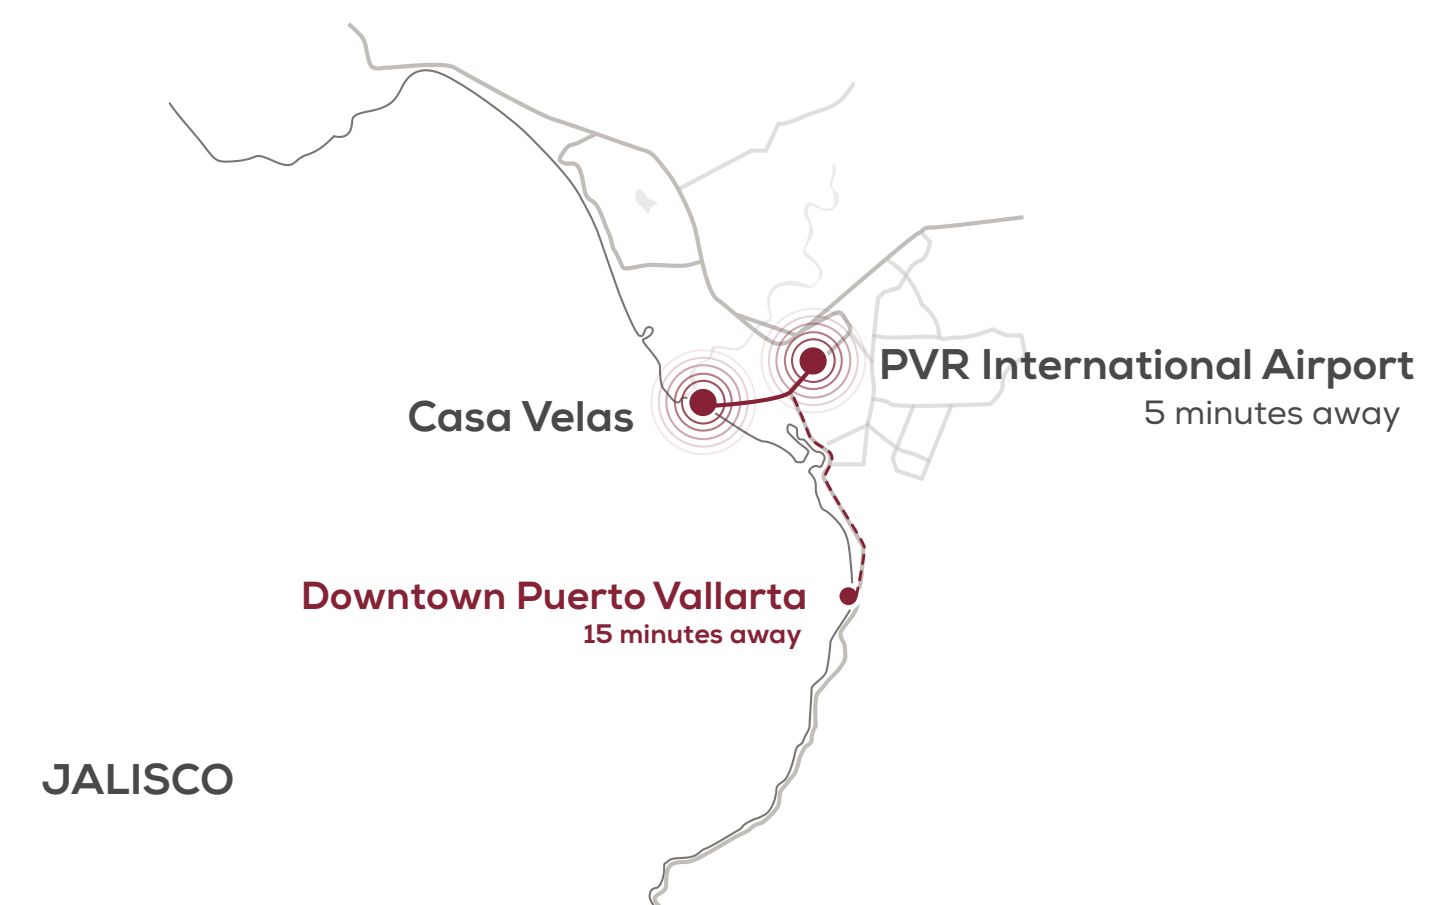 PVR International Airport
5 minutes away
Casa Velas
Downtown Puerto Vallarta
15 minutes away
JALISCO